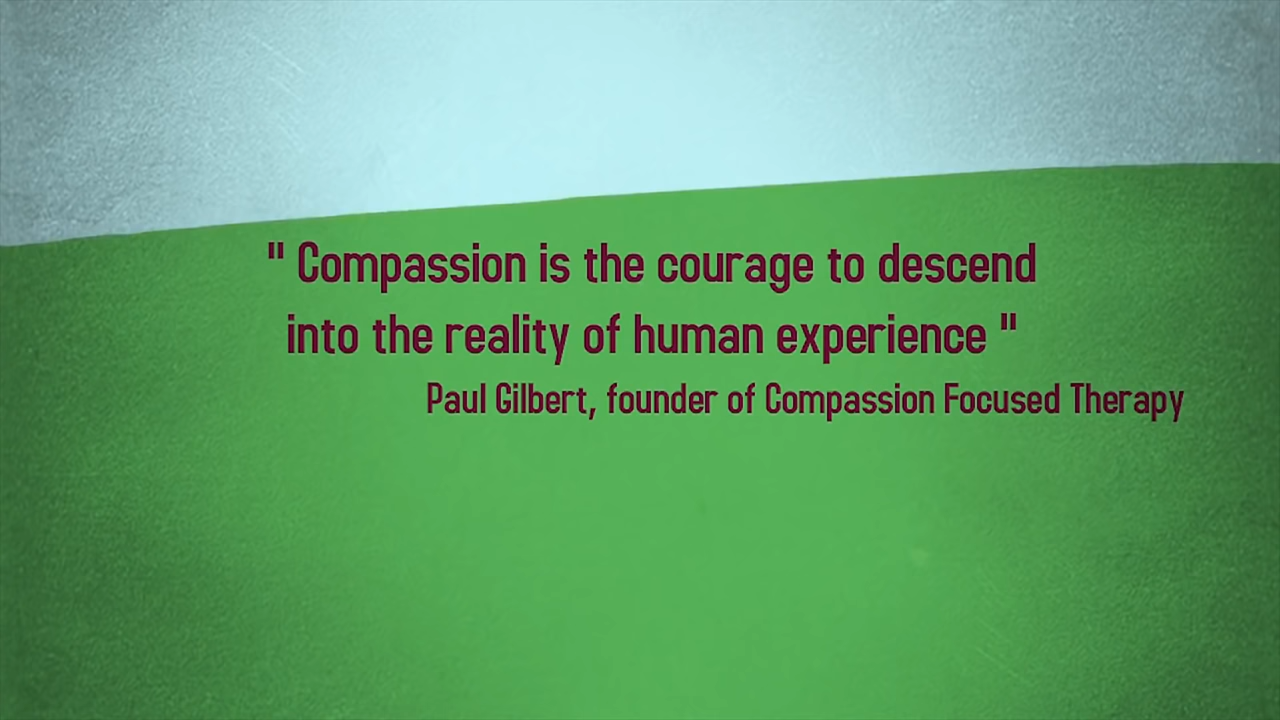 " Compassion is the courage to descend
into the reality of human experience "
Paul Gilbert, founder of Compassion Focused Therapy